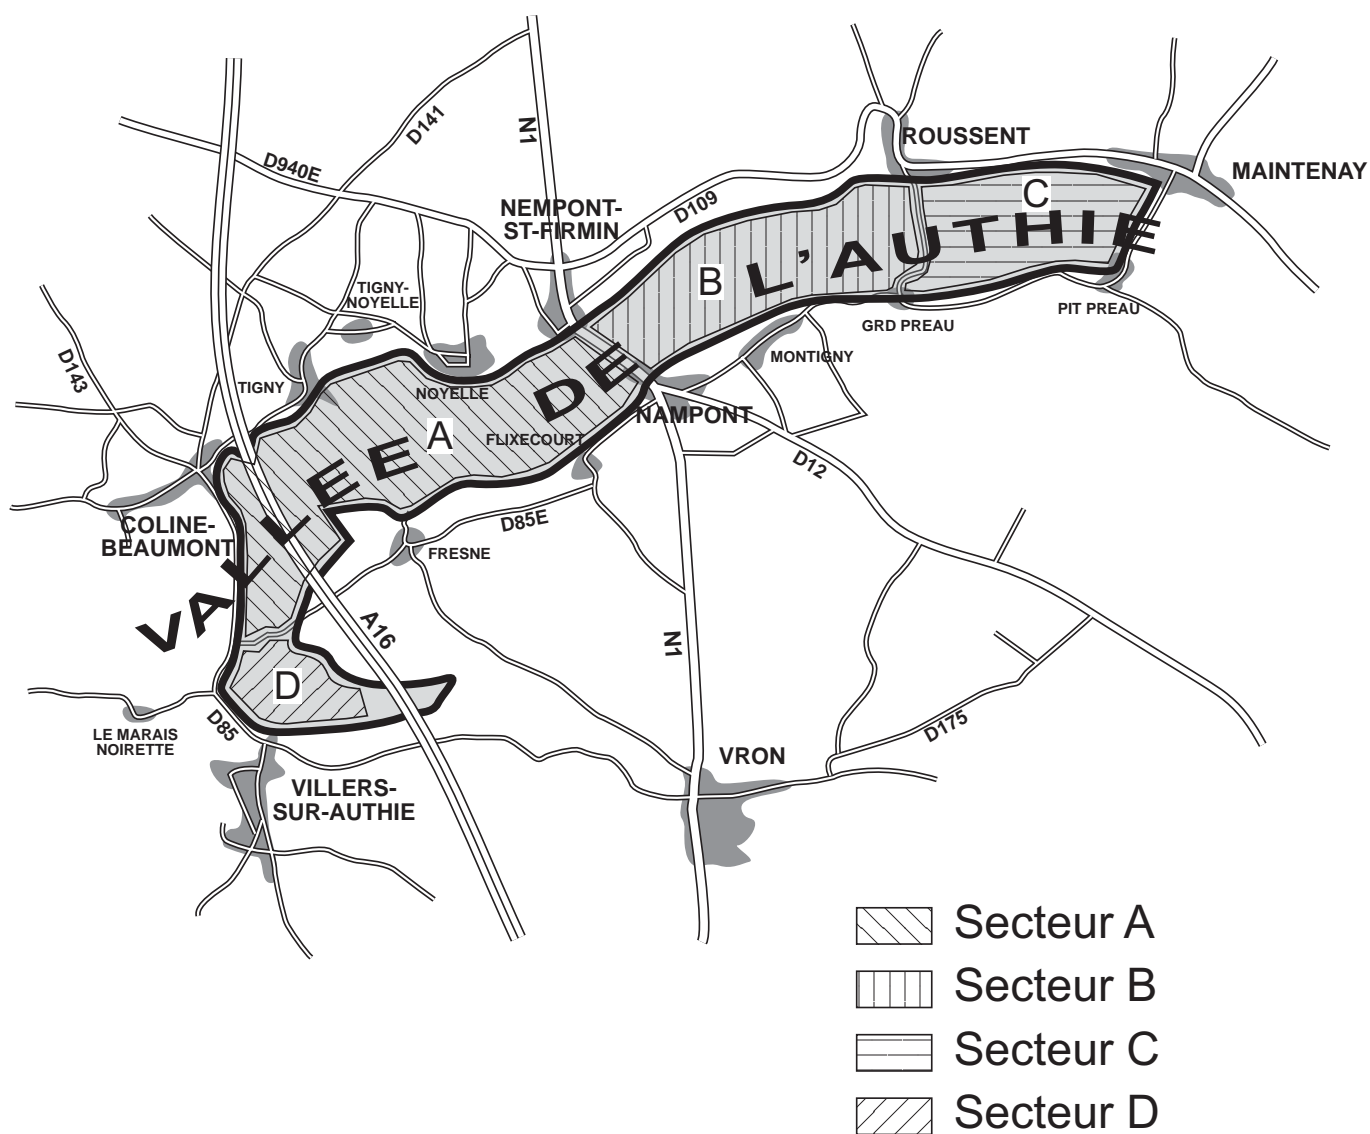 D141
N1
ROUSSENT
D940E
MAINTENAY
C
NEMPONT-
ST-FIRMIN
D109
VALLEE DE L'AUTHIE
B
TIGNY-
NOYELLE
GRD PREAU
PIT PREAU
D143
TIGNY
NOYELLE
MONTIGNY
NAMPONT
A
FLIXECOURT
D12
COLINE-
BEAUMONT
D85E
FRESNE
A16
N1
D
D85
LE MARAIS
NOIRETTE
D175
VRON
VILLERS-
SUR-AUTHIE
Secteur A
Secteur B
Secteur C
Secteur D